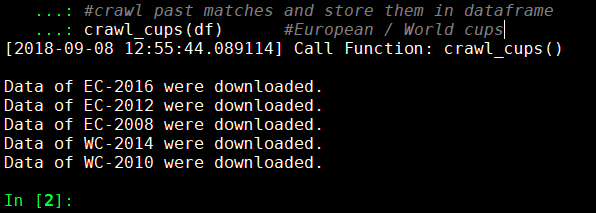 ...: #crawl past matches and store them in dataframe
...: crawl_cups(df)      #European / World cups
[2018-09-08 12:55:44.089114] Call Function: crawl_cups()
Data of EC-2016 were downloaded.
Data of EC-2012 were downloaded.
Data of EC-2008 were downloaded.
Data of WC-2014 were downloaded.
Data of WC-2010 were downloaded.
In [2]: